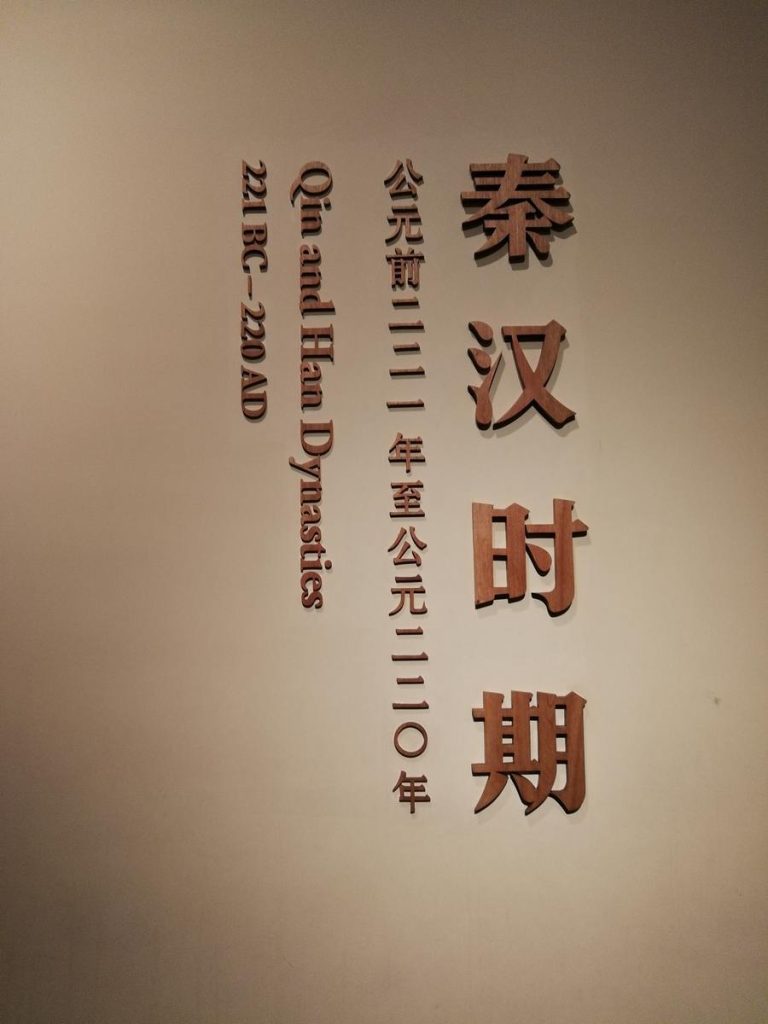 秦汉时期
公元前二二一年至公元二二〇年
Qin and Han Dynasties
221 BC—220 AD